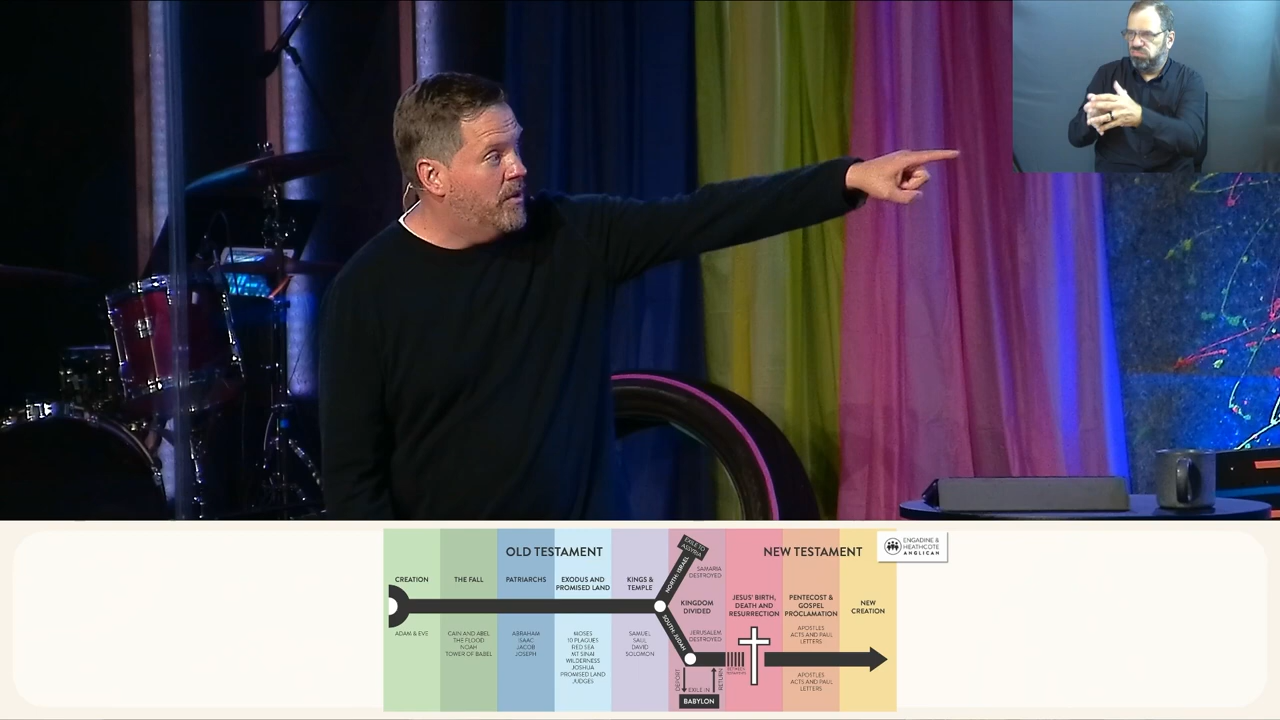 OLD TESTAMENT
NEW TESTAMENT
ENGADINE &
HEATHCOTE
ANGLICAN
CREATION
ADAM & EVE
THE FALL
CAIN AND ABEL
THE FLOOD
NOAH
TOWER OF BABEL
PATRIARCHS
ABRAHAM
ISAAC
JACOB
JOSEPH
EXODUS AND
PROMISED LAND
MOSES
10 PLAGUES
RED SEA
MT SINAI
WILDERNESS
JOSHUA
PROMISED LAND
JUDGES
KINGS &
TEMPLE
SAMUEL
SAUL
DAVID
SOLOMON
EXILE TO
ASSYRIA
NORTH: ISRAEL
SAMARIA
DESTROYED
KINGDOM
DIVIDED
SOUTH: JUDAH
JERUSALEM
DESTROYED
DEPORT
EXILE IN
RETURN
BABYLON
JESUS' BIRTH,
DEATH AND
RESURRECTION
PENTECOST &
GOSPEL
PROCLAMATION
APOSTLES
ACTS AND PAUL
LETTERS
APOSTLES
ACTS AND PAUL
LETTERS
NEW
CREATION